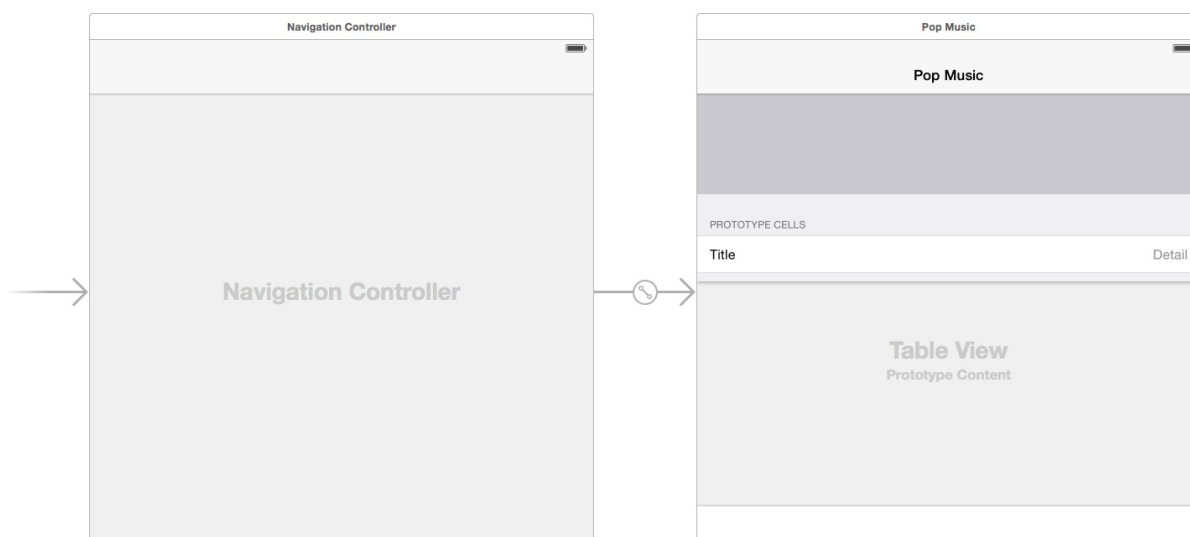 Navigation Controller
Navigation Controller
Pop Music
Pop Music
PROTOTYPE CELLS
Title Detail
Table View
Prototype Content